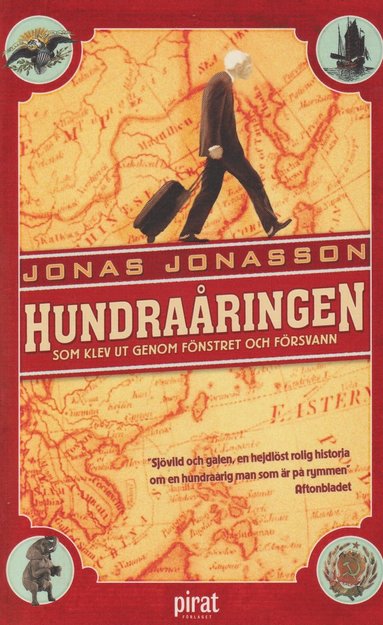 JONAS JONASSON
HUNDRAÅRINGEN
SOM KLEV UT GENOM FÖNSTRET OCH FÖRSVANN
EASTERN
"Sjövild och galen, en hejdlöst rolig historia
om en hundraårig man som är på rymmen"
Aftonbladet
pirat
FÖRLAGET